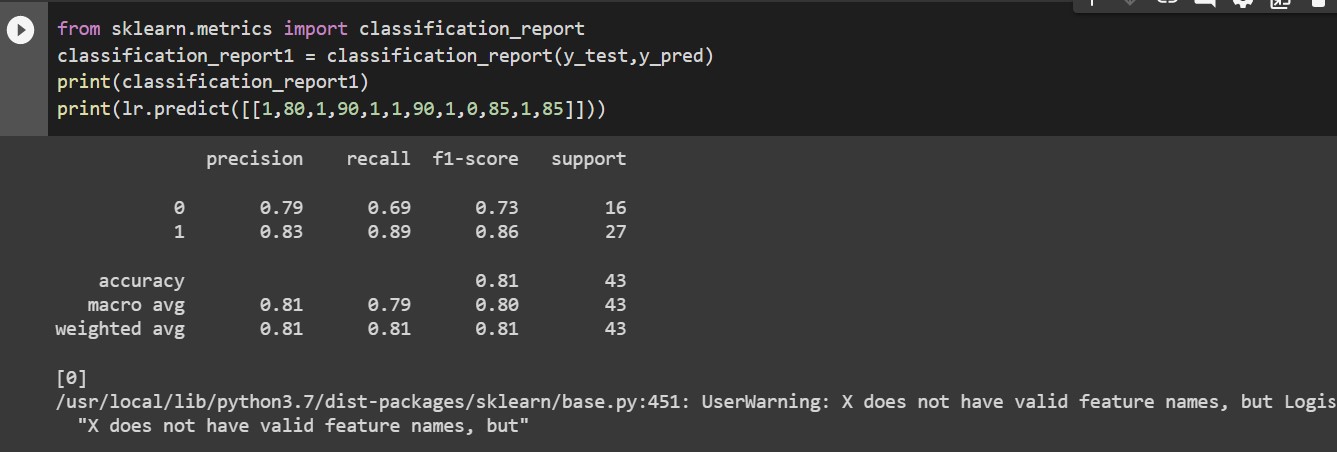 from sklearn.metrics import classification_report
classification_report1 = classification_report(y_test,y_pred)
print(classification_report1)
print(lr.predict([[1,80,1,90,1,1,90,1,0,85,1,85]]))
precision recall f1-score support
0 0.79 0.69 0.73 16
1 0.83 0.89 0.86 27
accuracy 0.81 43
macro avg 0.81 0.79 0.80 43
weighted avg 0.81 0.81 0.81 43
[0]
/usr/local/lib/python3.7/dist-packages/sklearn/base.py:451: UserWarning: X does not have valid feature names, but Logis
"X does not have valid feature names, but"